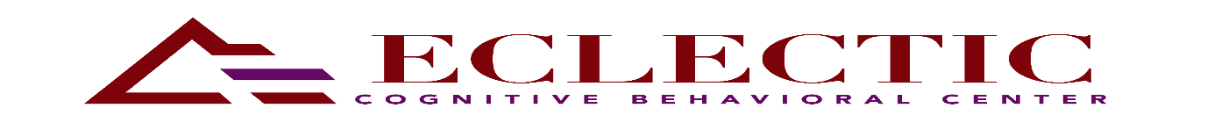 ECLECTIC
COGNITIVE BEHAVIORAL CENTER